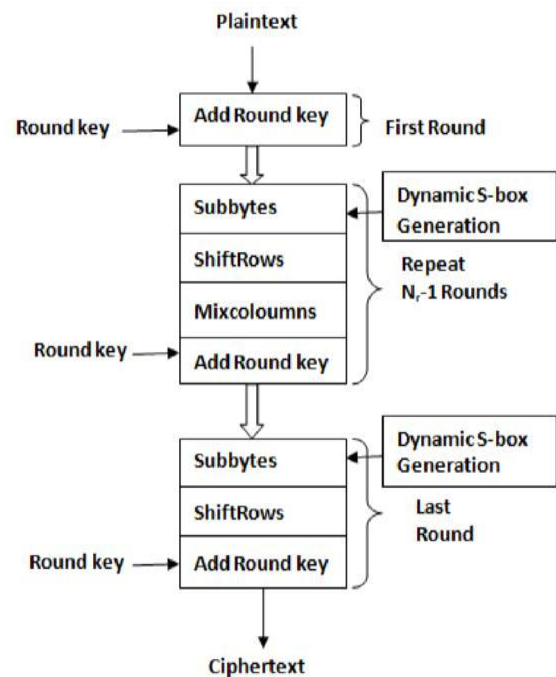 Plaintext
Round key
Add Round key
First Round
Subbytes
Dynamic S-box
Generation
ShiftRows
Repeat
Nᵣ-1 Rounds
Mixcoloumns
Round key
Add Round key
Subbytes
Dynamic S-box
Generation
ShiftRows
Last
Round
Round key
Add Round key
Ciphertext